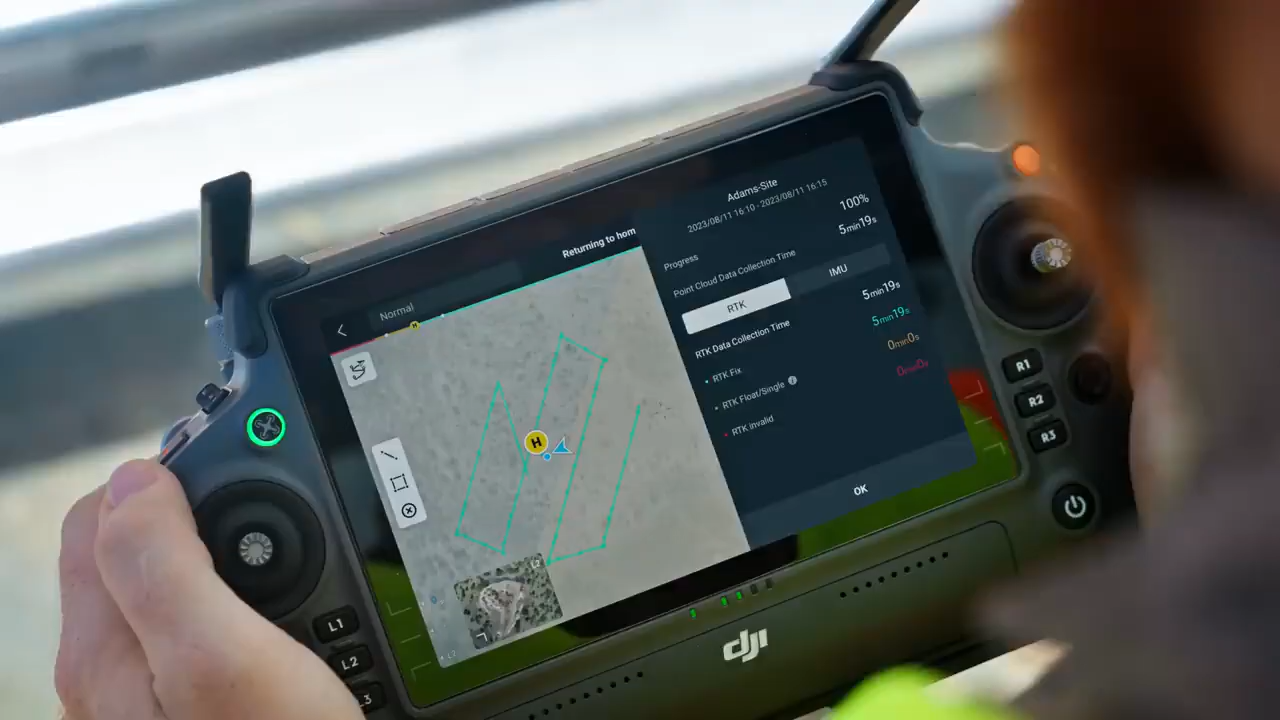 Adams-Site
2023/08/11 16:10 - 2023/08/11 16:15
Returning to hom
Normal
Progress
100%
Point Cloud Data Collection Time
5min19s
RTK
IMU
RTK Data Collection Time
5min19s
RTK Fix
5min19s
RTK Float/Single
0min0s
RTK Invalid
0min0s
OK
H
R1
R2
R3
L1
L2
L3
dji